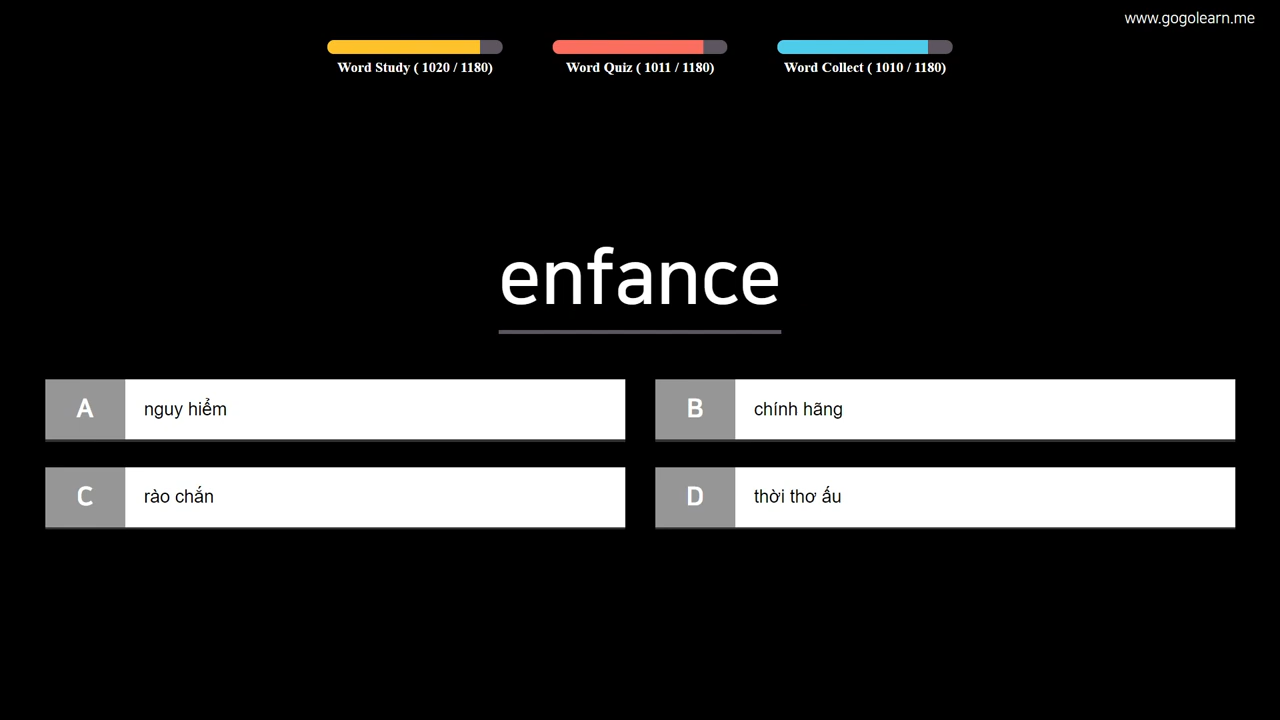 www.gogolearn.me
Word Study ( 1020 / 1180)
Word Quiz ( 1011 / 1180)
Word Collect ( 1010 / 1180)
enfance
A nguy hiểm
B chính hãng
C rào chắn
D thời thơ ấu